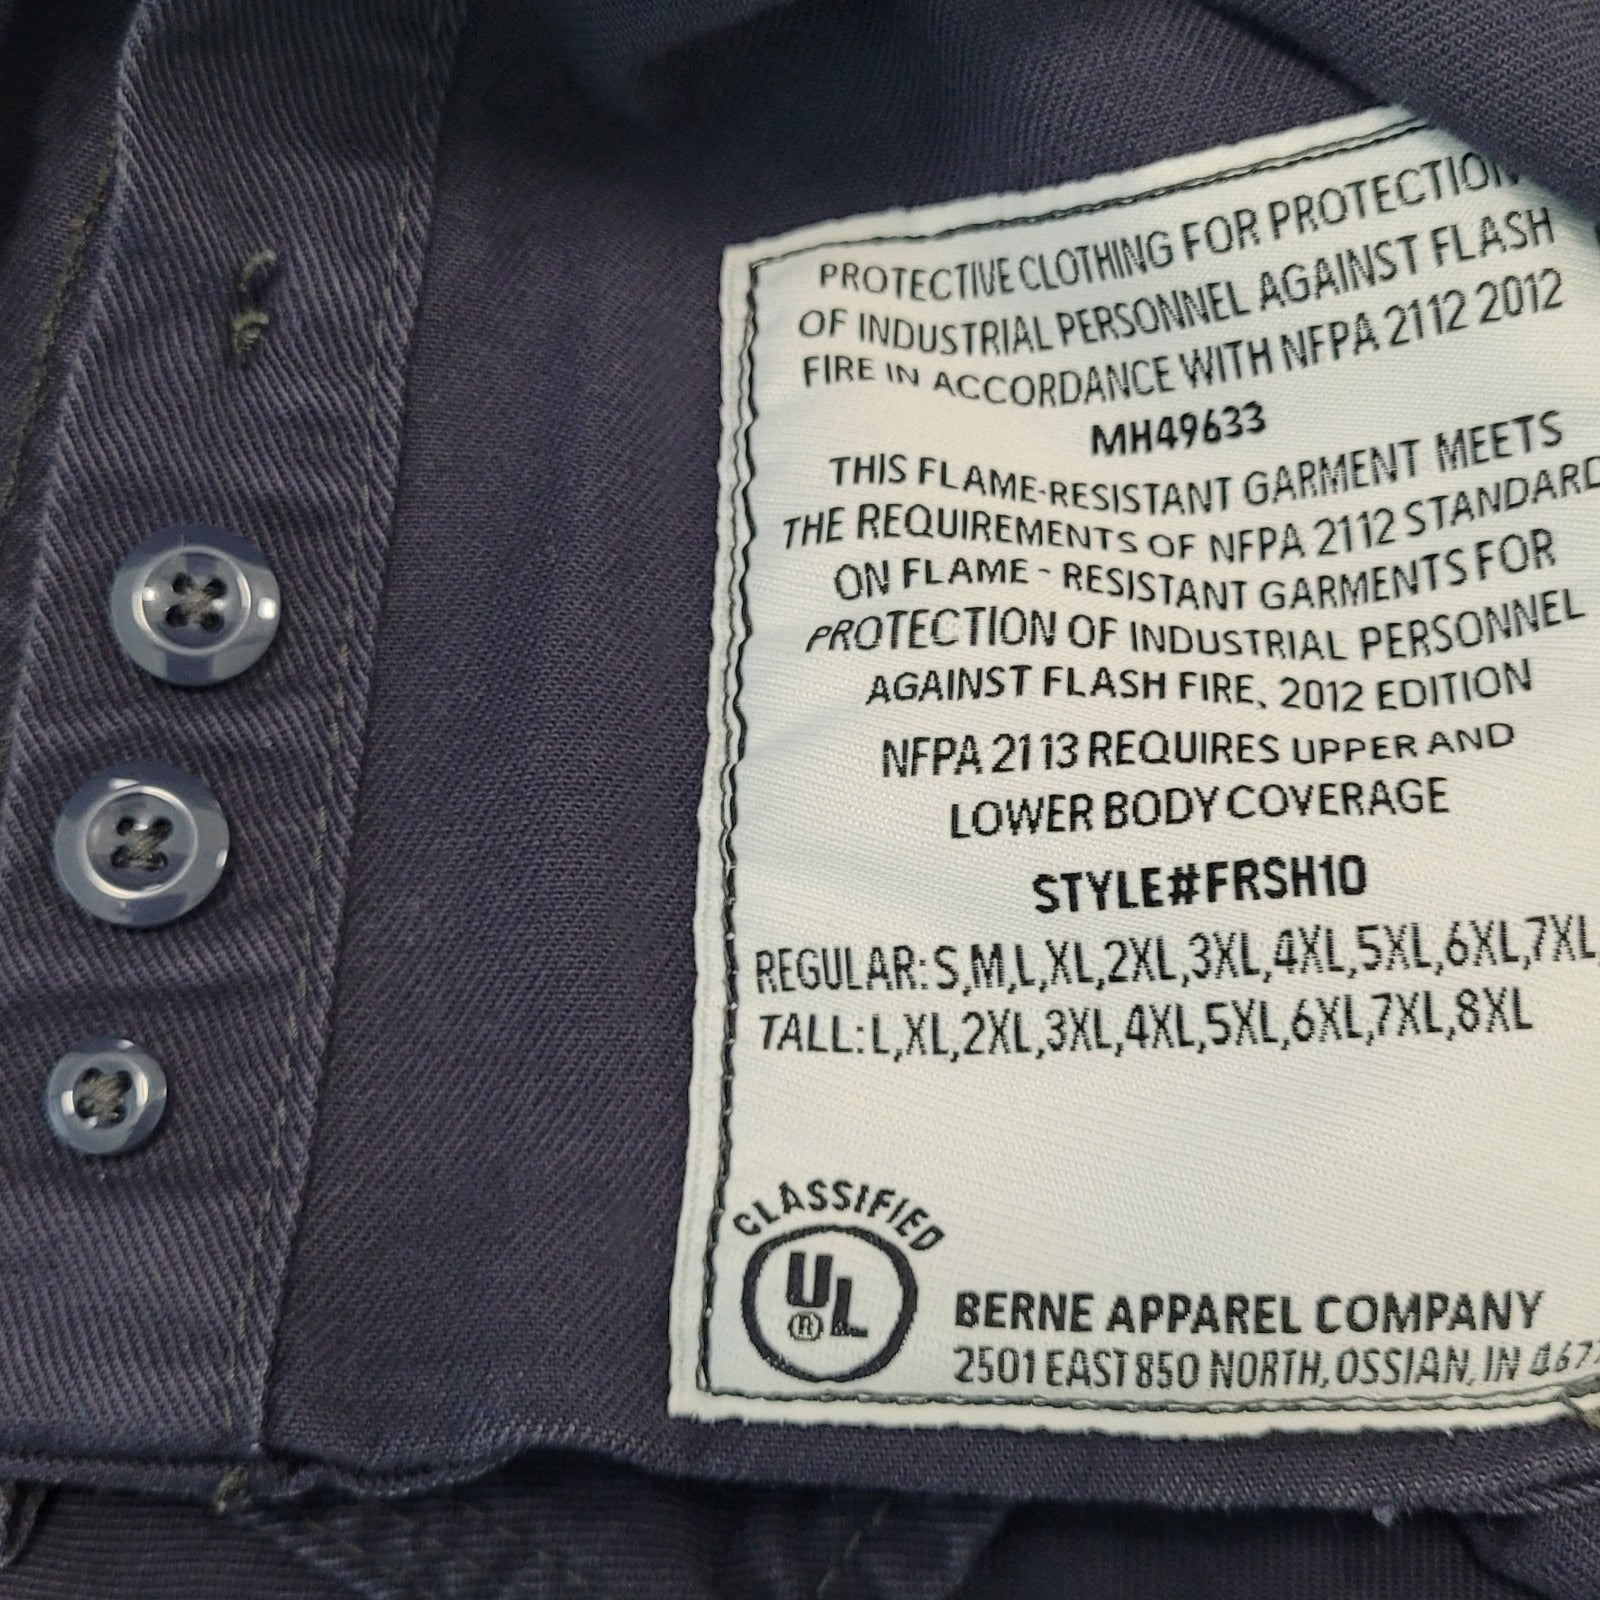 PROTECTIVE CLOTHING FOR PROTECTION
OF INDUSTRIAL PERSONNEL AGAINST FLASH
FIRE IN ACCORDANCE WITH NFPA 2112 2012
MH49633
THIS FLAME-RESISTANT GARMENT MEETS
THE REQUIREMENTS OF NFPA 2112 STANDARD
ON FLAME - RESISTANT GARMENTS FOR
PROTECTION OF INDUSTRIAL PERSONNEL
AGAINST FLASH FIRE, 2012 EDITION
NFPA 2113 REQUIRES UPPER AND
LOWER BODY COVERAGE
STYLE#FRSH10
REGULAR: S,M,L,XL,2XL,3XL,4XL,5XL,6XL,7XL,
TALL: L,XL,2XL,3XL,4XL,5XL,6XL,7XL,8XL
CLASSIFIED
UL
®
BERNE APPAREL COMPANY
2501 EAST 850 NORTH, OSSIAN, IN